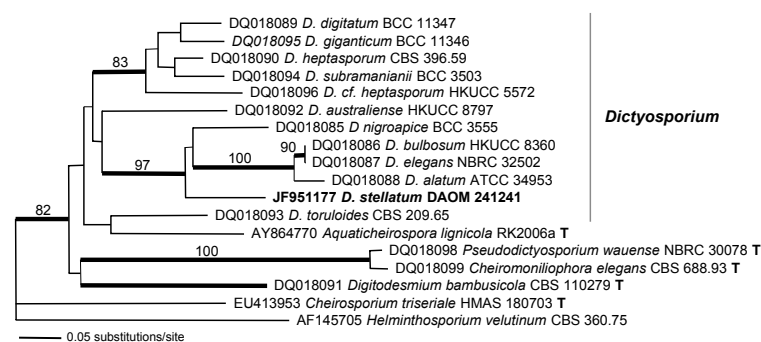 DQ018089 D. digitatum BCC 11347
DQ018095 D. giganticum BCC 11346
DQ018090 D. heptasporum CBS 396.59
83
DQ018094 D. subramanianii BCC 3503
DQ018096 D. cf. heptasporum HKUCC 5572
DQ018092 D. australiense HKUCC 8797
Dictyosporium
DQ018085 D nigroapice BCC 3555
90
DQ018086 D. bulbosum HKUCC 8360
97
100
DQ018087 D. elegans NBRC 32502
DQ018088 D. alatum ATCC 34953
JF951177 D. stellatum DAOM 241241
82
DQ018093 D. toruloides CBS 209.65
AY864770 Aquaticheirospora lignicola RK2006a T
100
DQ018098 Pseudodictyosporium wauense NBRC 30078 T
DQ018099 Cheiromoniliophora elegans CBS 688.93 T
DQ018091 Digitodesmium bambusicola CBS 110279 T
EU413953 Cheirosporium triseriale HMAS 180703 T
AF145705 Helminthosporium velutinum CBS 360.75
0.05 substitutions/site